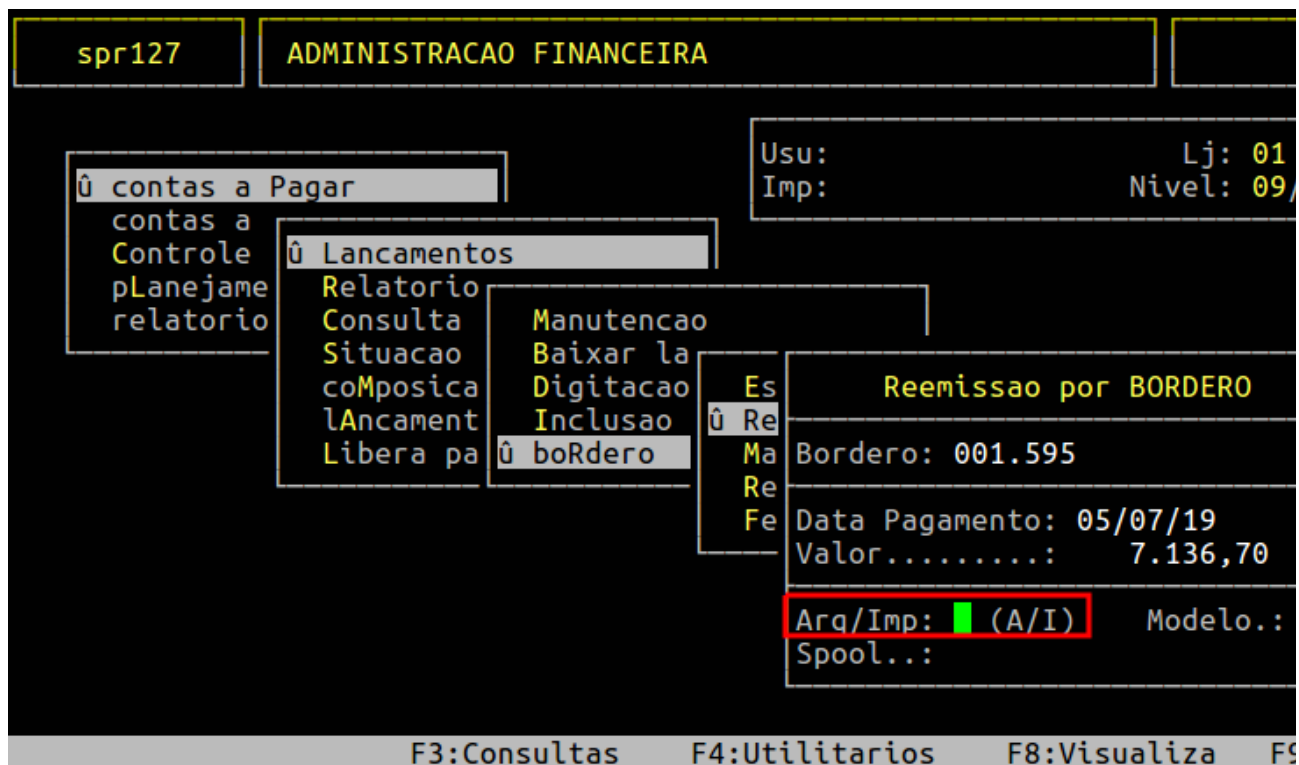 spr127 ADMINISTRACAO FINANCEIRA
Usu: Lj: 01
Imp: Nivel: 09/
û contas a Pagar
contas a
Controle
pLanejame
relatorio
û Lancamentos
Relatorio
Consulta
Situacao
coMposica
lAncament
Libera pa
Manutencao
Baixar la
Digitacao
Inclusao
û boRdero
Es
û Re
Ma
Re
Fe
Reemissao por BORDERO
Bordero: 001.595
Data Pagamento: 05/07/19
Valor.........: 7.136,70
Arq/Imp: (A/I) Modelo.:
Spool..:
F3:Consultas F4:Utilitarios F8:Visualiza F9